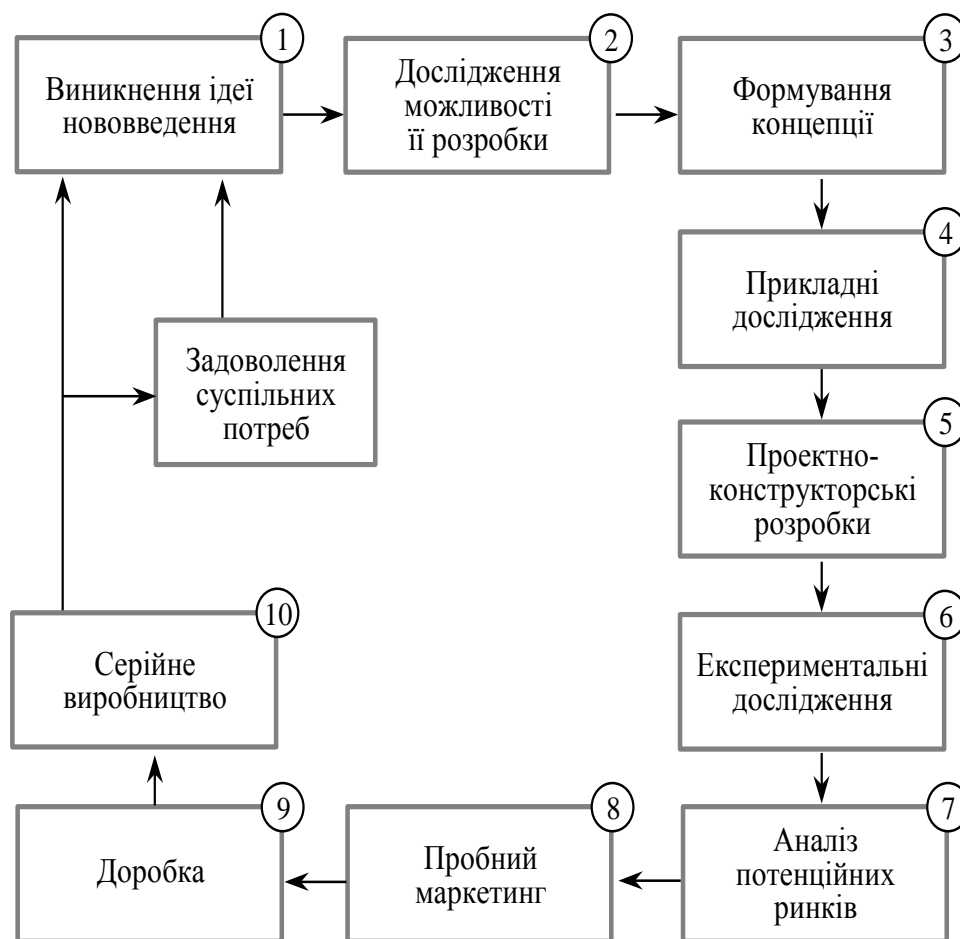 1
Виникнення ідеї
нововведення
2
Дослідження
можливості
її розробки
3
Формування
концепції
4
Прикладні
дослідження
Задоволення
суспільних
потреб
5
Проектно-
конструкторські
розробки
6
Експериментальні
дослідження
10
Серійне
виробництво
7
Аналіз
потенційних
ринків
8
Пробний
маркетинг
9
Доробка